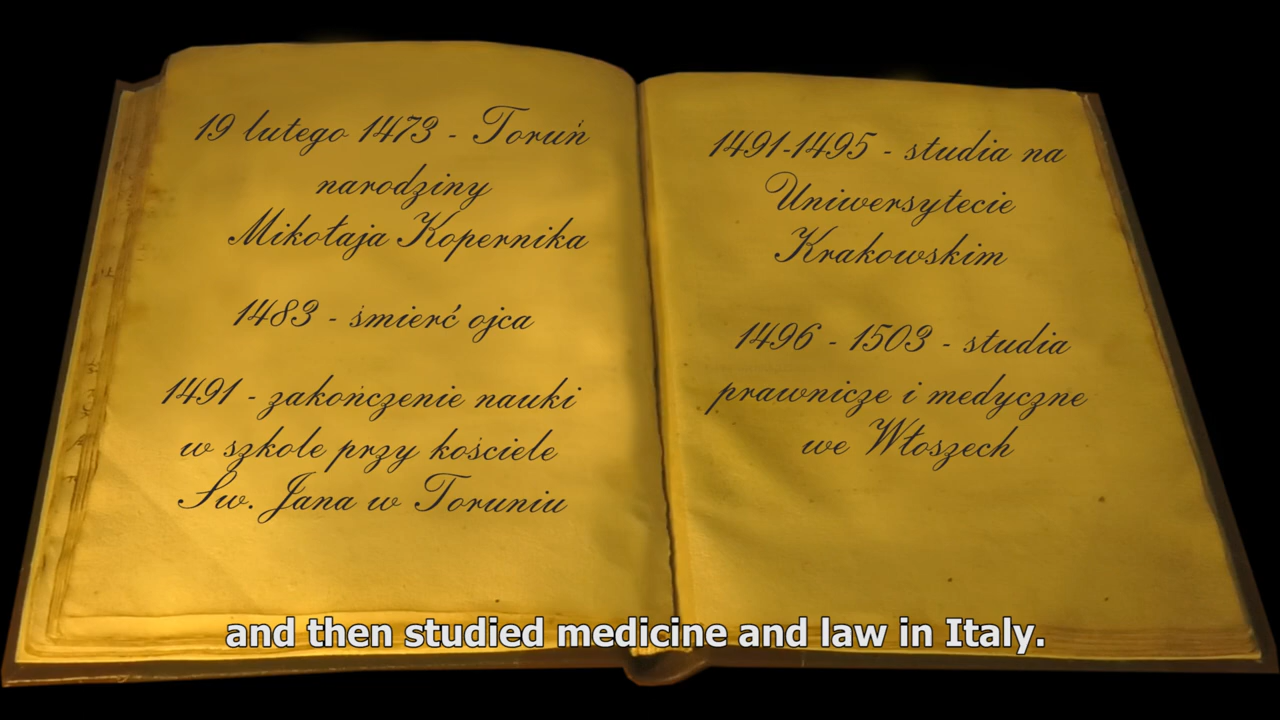 19 lutego 1473 - Toruń
narodziny
Mikołaja Kopernika
1483 - śmierć ojca
1491 - zakończenie nauki
w szkole przy kościele
Sw. Jana w Toruniu
1491-1495 - studia na
Uniwersytecie
Krakowskim
1496 - 1503 - studia
prawnicze i medyczne
we Włoszech
and then studied medicine and law in Italy.